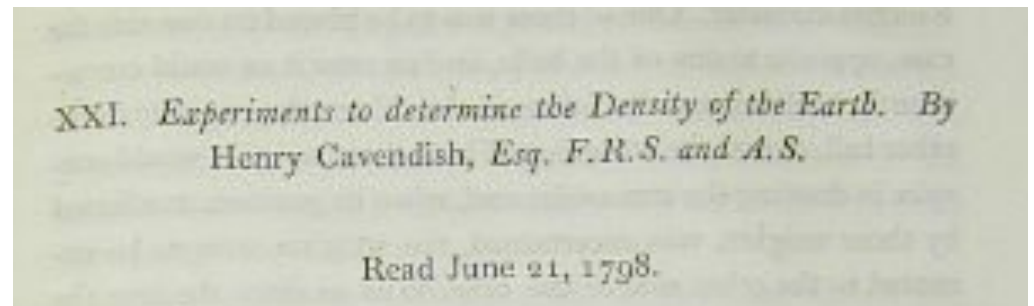 XXI. Experiments to determine the Density of the Earth. By
Henry Cavendish, Esq. F.R.S. and A.S.
Read June 21, 1798.